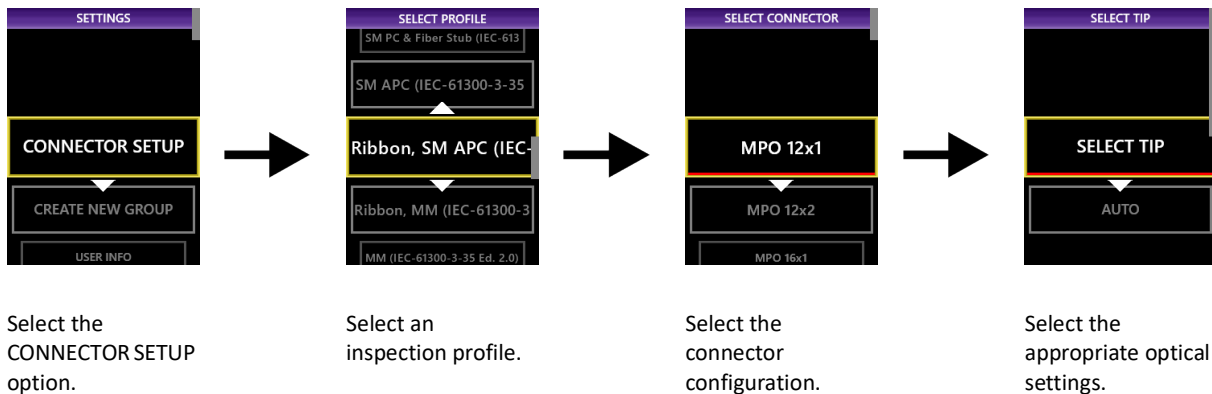 SETTINGS
CONNECTOR SETUP
CREATE NEW GROUP
USER INFO
SELECT PROFILE
SM PC & Fiber Stub (IEC-613
SM APC (IEC-61300-3-35
Ribbon, SM APC (IEC-
Ribbon, MM (IEC-61300-3
MM (IEC-61300-3-35 Ed. 2.0)
SELECT CONNECTOR
MPO 12x1
MPO 12x2
MPO 16x1
SELECT TIP
SELECT TIP
AUTO
Select the
CONNECTOR SETUP
option.
Select an
inspection profile.
Select the
connector
configuration.
Select the
appropriate optical
settings.